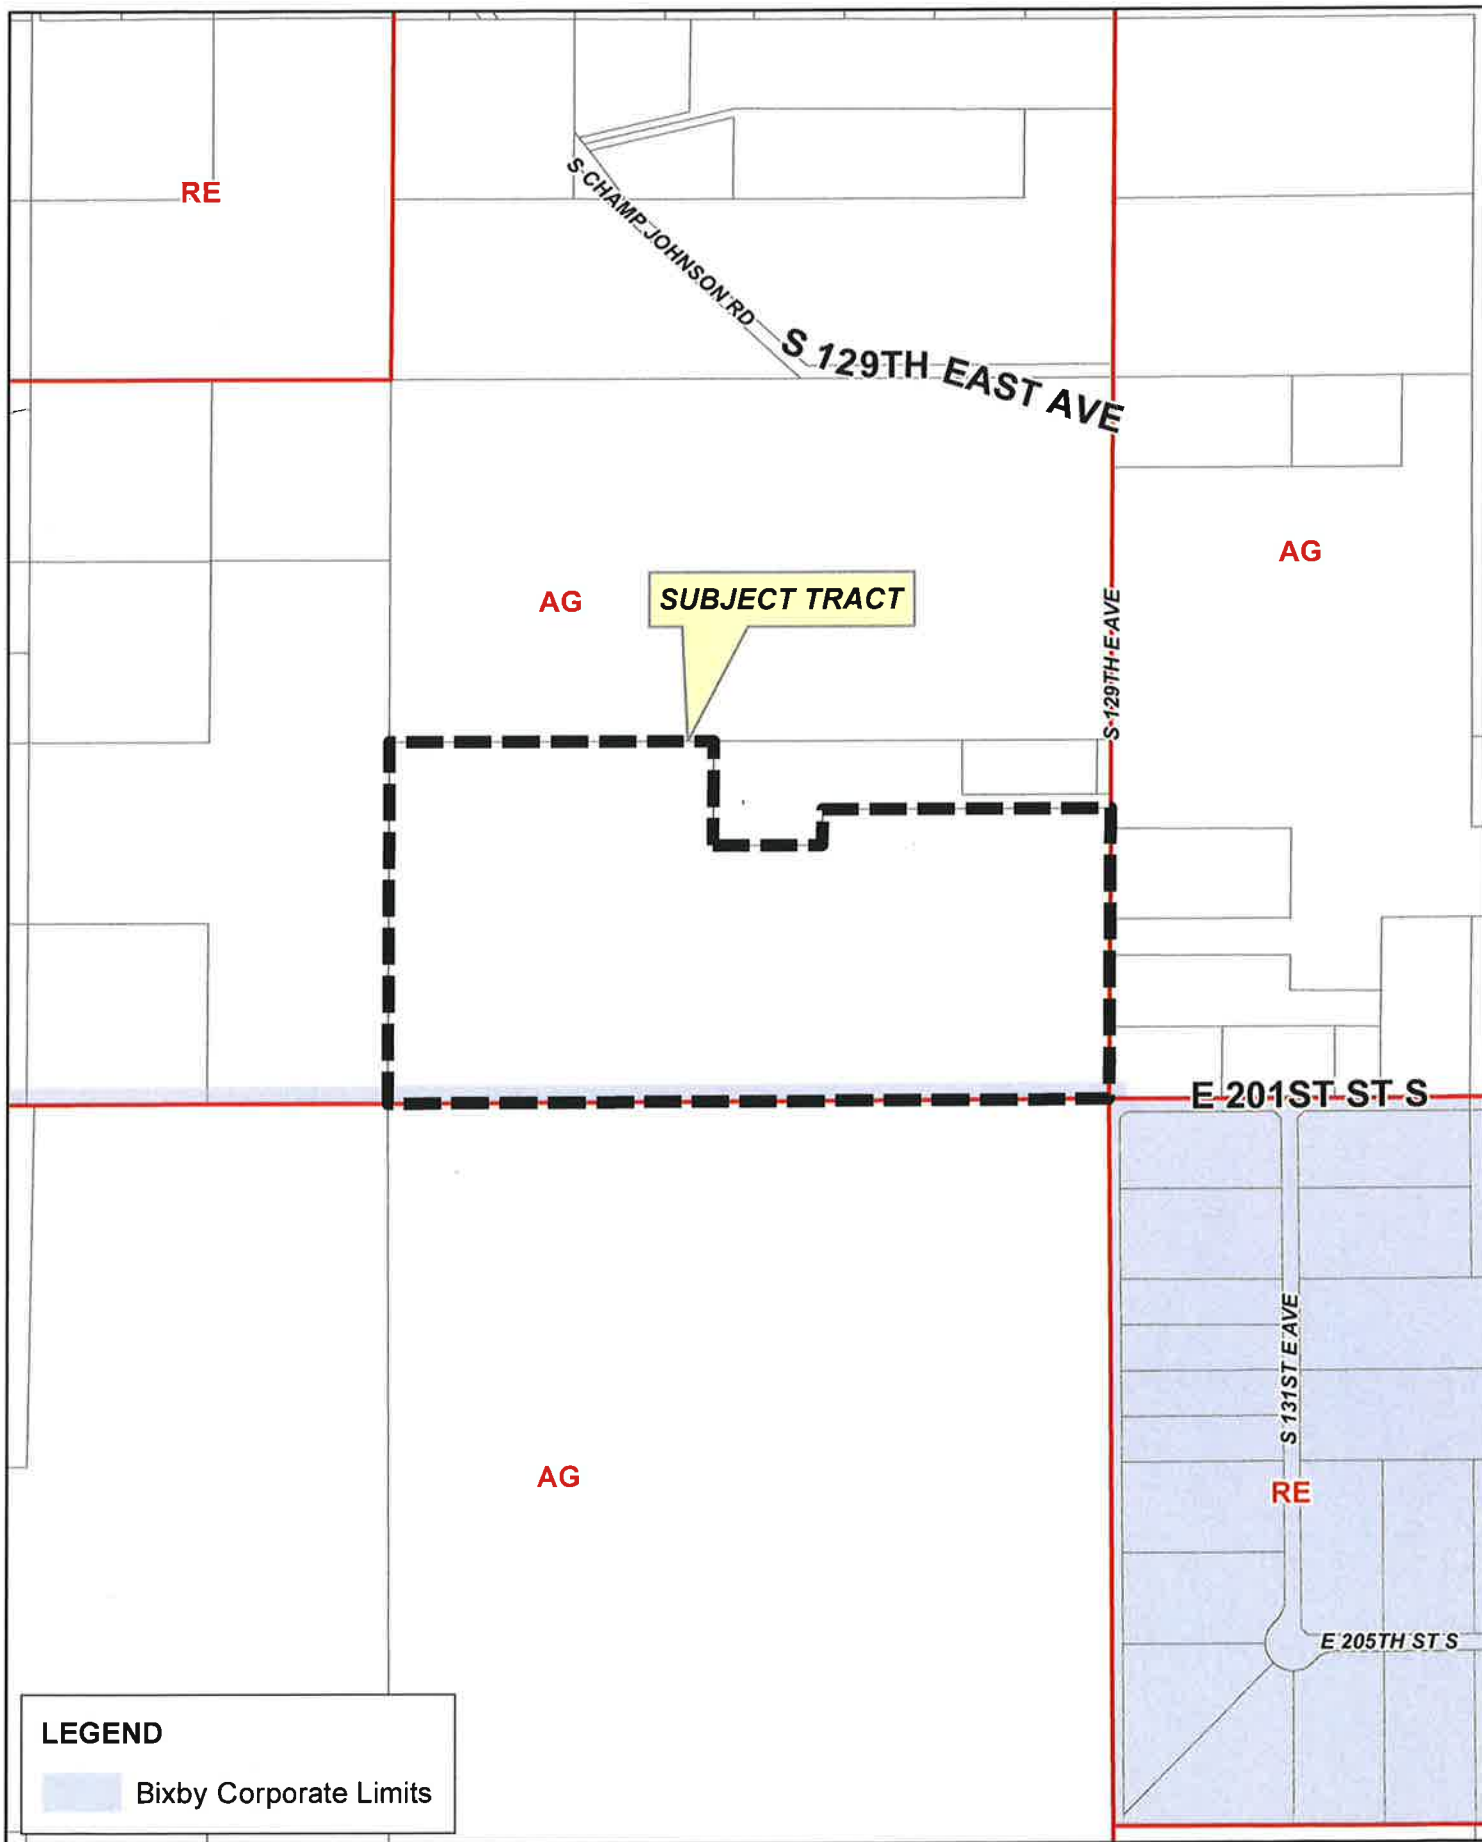 RE
S CHAMP JOHNSON RD
S 129TH EAST AVE
AG
AG
SUBJECT TRACT
S 129TH E AVE
E 201ST ST S
S 131ST E AVE
AG
RE
E 205TH ST S
LEGEND
Bixby Corporate Limits